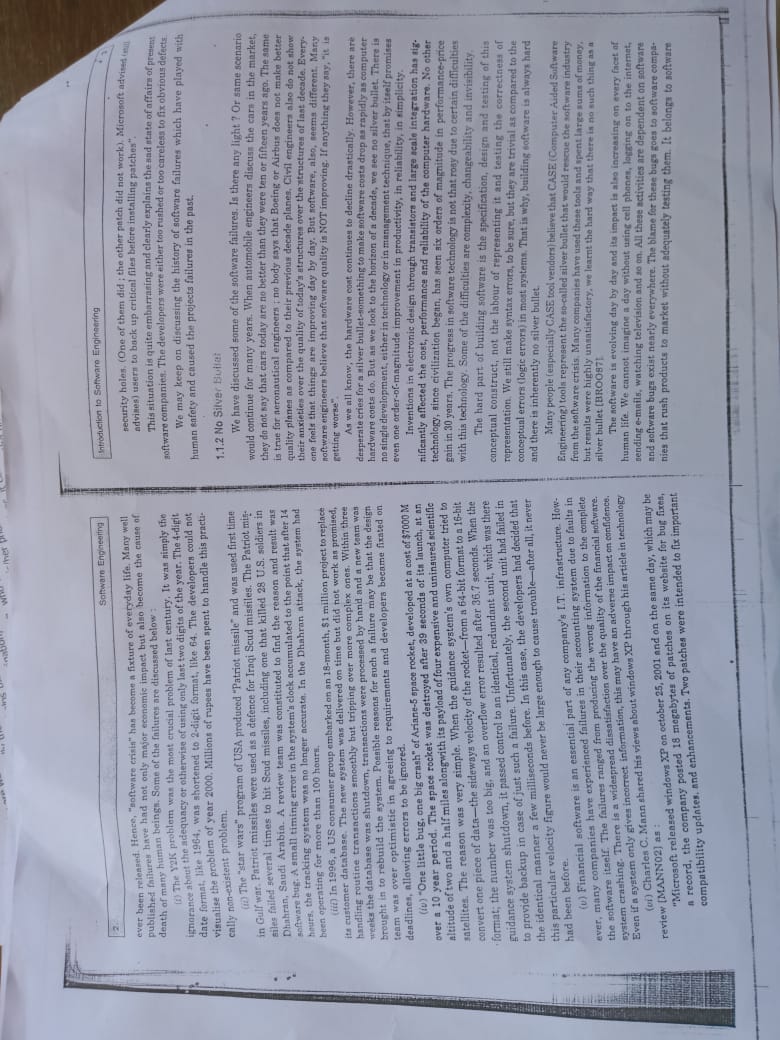 2
Software Engineering
ever been released. Hence, "software crisis" has become a fixture of everyday life. Many well
published failures have had not only major economic impact but also become the cause of
death of many human beings. Some of the failures are discussed below :
(i) The Y2K problem was the most crucial problem of last century. It was simply the
ignorance about the adequacy or otherwise of using only last two digits of the year. The 4-digit
date format, like 1964, was shortened to 2-digit format, like 64. The developers could not
visualise the problem of year 2000. Millions of rupees have been spent to handle this practi-
cally non-existent problem.
(ii) The "star wars" program of USA produced "Patriot missile" and was used first time
in Gulf war. Patriot missiles were used as a defence for Iraqi Scud missiles. The Patriot mis-
siles failed several times to hit Scud missiles, including one that killed 28 U.S. soldiers in
Dhahran, Saudi Arabia. A review team was constituted to find the reason and result was
software bug. A small timing error in the system's clock accumulated to the point that after 14
hours, the tracking system was no longer accurate. In the Dhahran attack, the system had
been operating for more than 100 hours.
(iii) In 1996, a US consumer group embarked on an 18-month, $1 million project to replace
its customer database. The new system was delivered on time but did not work as promised,
handling routine transactions smoothly but tripping over more complex ones. Within three
weeks the database was shutdown, transactions were processed by hand and a new team was
brought in to rebuild the system. Possible reasons for such a failure may be that the design
team was over optimistic in agreeing to requirements and developers became fixated on
deadlines, allowing errors to be ignored.
(iv) "One little bug, one big crash" of Ariane-5 space rocket, developed at a cost of $7000 M
over a 10 year period. The space rocket was destroyed after 39 seconds of its launch, at an
altitude of two and a half miles alongwith its payload of four expensive and uninsured scientific
satellites. The reason was very simple. When the guidance system's own computer tried to
convert one piece of data—the sideways velocity of the rocket—from a 64-bit format to a 16-bit
format; the number was too big, and an overflow error resulted after 36.7 seconds. When the
guidance system shutdown, it passed control to an identical, redundant unit, which was there
to provide backup in case of just such a failure. Unfortunately, the second unit had failed in
the identical manner a few milliseconds before. In this case, the developers had decided that
this particular velocity figure would never be large enough to cause trouble—after all, it never
had been before.
(v) Financial software is an essential part of any company's I.T. infrastructure. How-
ever, many companies have experienced failures in their accounting system due to faults in
the software itself. The failures ranged from producing the wrong information to the complete
system crashing. There is a widespread dissatisfaction over the quality of the financial software.
Even if a system only gives incorrect information, this may have an adverse impact on confidence.
(vi) Charles C. Mann shared his views about windows XP through his article in technology
review [MANN02] as :
"Microsoft released windows XP on october 25, 2001 and on the same day, which may be
a record, the company posted 18 megabytes of patches on its website for bug fixes,
compatibility updates, and enhancements. Two patches were intended to fix important
Introduction to Software Engineering
security holes. (One of them did ; the other patch did not work). Microsoft advised (still
advises) users to back up critical files before installing patches".
This situation is quite embarrasing and clearly explains the sad state of affairs of present
software companies. The developers were either too rushed or too careless to fix obvious defects.
We may keep on discussing the history of software failures which have played with
human safety and caused the projects failures in the past.
1.1.2 No Silver Bullet
We have discussed some of the software failures. Is there any light ? Or same scenario
would continue for many years. When automobile engineers discuss the cars in the market,
they do not say that cars today are no better than they were ten or fifteen years ago. The same
is true for aeronautical engineers ; no body says that Boeing or Airbus does not make better
quality planes as compared to their previous decade planes. Civil engineers also do not show
their anxieties over the quality of today's structures over the structures of last decade. Every-
one feels that things are improving day by day. But software, also, seems different. Many
software engineers believe that software quality is NOT improving. If anything they say, "it is
getting worse".
As we all know, the hardware cost continues to decline drastically. However, there are
desperate cries for a silver bullet-something to make software costs drop as rapidly as computer
hardware costs do. But as we look to the horizon of a decade, we see no silver bullet. There is
no single development, either in technology or in management technique, that by itself promises
even one order-of-magnitude improvement in productivity, in reliability, in simplicity.
Inventions in electronic design through transistors and large scale integration has sig-
nificantly affected the cost, performance and reliability of the computer hardware. No other
technology, since civilization began, has seen six orders of magnitude in performance-price
gain in 30 years. The progress in software technology is not that rosy due to certain difficulties
with this technology. Some of the difficulties are complexity, changeability and invisibility.
The hard part of building software is the specification, design and testing of this
conceptual construct, not the labour of representing it and testing the correctness of
representation. We still make syntax errors, to be sure, but they are trivial as compared to the
conceptual errors (logic errors) in most systems. That is why, building software is always hard
and there is inherently no silver bullet.
Many people (especially CASE tool vendors) believe that CASE (Computer Aided Software
Engineering) tools represent the so-called silver bullet that would rescue the software industry
from the software crisis. Many companies have used these tools and spent large sums of money,
but results were highly unsatisfactory, we learnt the hard way that there is no such thing as a
silver bullet [BROO87].
The software is evolving day by day and its impact is also increasing on every facet of
human life. We cannot imagine a day without using cell phones, logging on to the internet,
sending e-mails, watching television and so on. All these activities are dependent on software
and software bugs exist nearly everywhere. The blame for these bugs goes to software compa-
nies that rush products to market without adequately testing them. It belongs to software